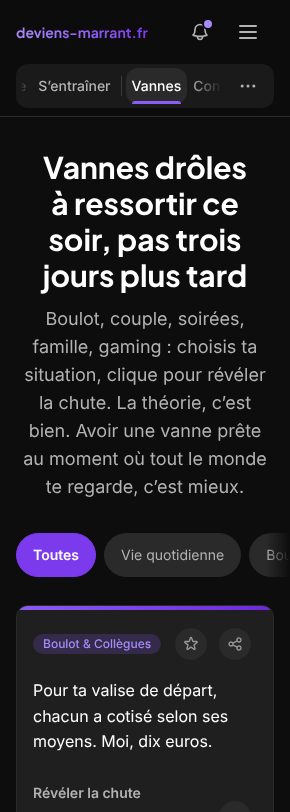 deviens-marrant.fr
S'entraîner
Vannes
Vannes drôles
à ressortir ce
soir, pas trois
jours plus tard
Boulot, couple, soirées,
famille, gaming : choisis ta
situation, clique pour révéler
la chute. La théorie, c'est
bien. Avoir une vanne prête
au moment où tout le monde
te regarde, c'est mieux.
Toutes
Vie quotidienne
Boulot & Collègues
Pour ta valise de départ,
chacun a cotisé selon ses
moyens. Moi, dix euros.
Révéler la chute